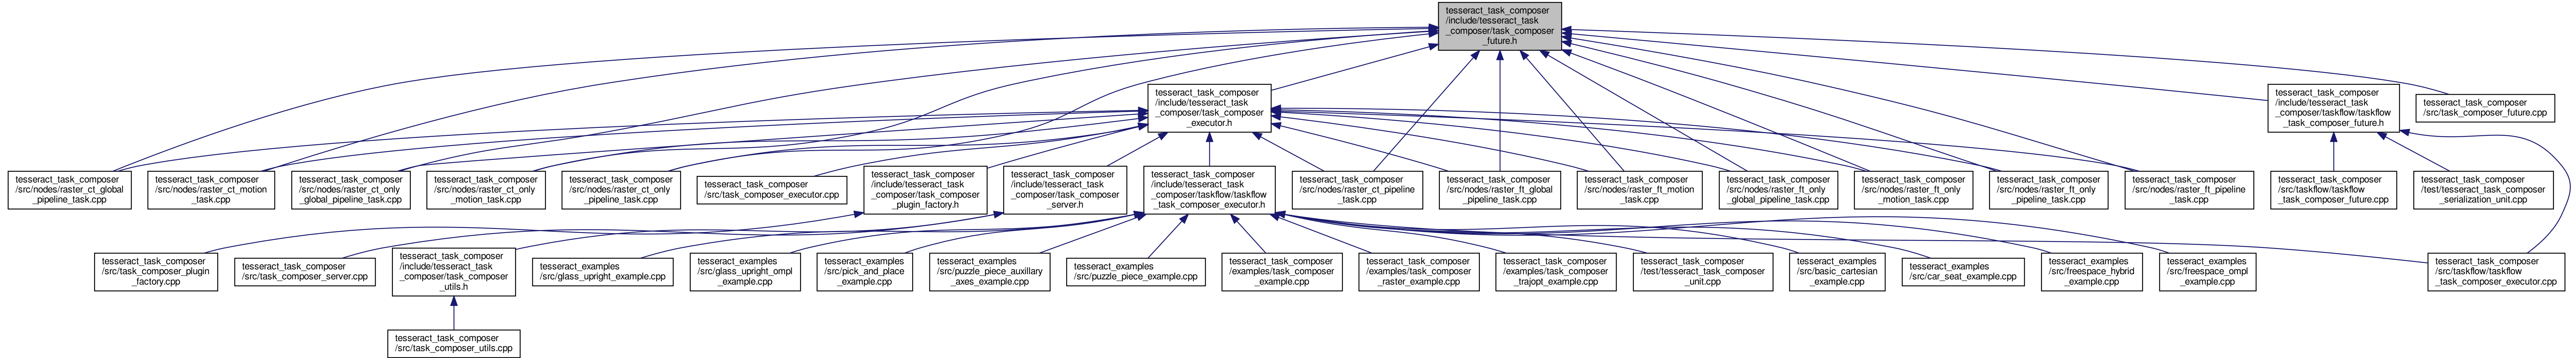 tesseract_task_composer
/include/tesseract_task
_composer/task_composer
_future.h
tesseract_task_composer
/include/tesseract_task
_composer/task_composer
_executor.h
tesseract_task_composer
/include/tesseract_task
_composer/taskflow/taskflow
_task_composer_future.h
tesseract_task_composer
/src/task_composer_future.cpp
tesseract_task_composer
/src/nodes/raster_ct_global
_pipeline_task.cpp
tesseract_task_composer
/src/nodes/raster_ct_motion
_task.cpp
tesseract_task_composer
/src/nodes/raster_ct_only
_global_pipeline_task.cpp
tesseract_task_composer
/src/nodes/raster_ct_only
_motion_task.cpp
tesseract_task_composer
/src/nodes/raster_ct_only
_pipeline_task.cpp
tesseract_task_composer
/src/task_composer_executor.cpp
tesseract_task_composer
/include/tesseract_task
_composer/task_composer
_plugin_factory.h
tesseract_task_composer
/include/tesseract_task
_composer/task_composer
_server.h
tesseract_task_composer
/include/tesseract_task
_composer/taskflow/taskflow
_task_composer_executor.h
tesseract_task_composer
/src/nodes/raster_ct_pipeline
_task.cpp
tesseract_task_composer
/src/nodes/raster_ft_global
_pipeline_task.cpp
tesseract_task_composer
/src/nodes/raster_ft_motion
_task.cpp
tesseract_task_composer
/src/nodes/raster_ft_only
_global_pipeline_task.cpp
tesseract_task_composer
/src/nodes/raster_ft_only
_motion_task.cpp
tesseract_task_composer
/src/nodes/raster_ft_only
_pipeline_task.cpp
tesseract_task_composer
/src/nodes/raster_ft_pipeline
_task.cpp
tesseract_task_composer
/src/taskflow/taskflow
_task_composer_future.cpp
tesseract_task_composer
/test/tesseract_task_composer
_serialization_unit.cpp
tesseract_task_composer
/src/task_composer_plugin
_factory.cpp
tesseract_task_composer
/src/task_composer_server.cpp
tesseract_task_composer
/include/tesseract_task
_composer/task_composer
_utils.h
tesseract_examples
/src/glass_upright_example.cpp
tesseract_examples
/src/glass_upright_ompl
_example.cpp
tesseract_examples
/src/pick_and_place
_example.cpp
tesseract_examples
/src/puzzle_piece_auxillary
_axes_example.cpp
tesseract_examples
/src/puzzle_piece_example.cpp
tesseract_task_composer
/examples/task_composer
_example.cpp
tesseract_task_composer
/examples/task_composer
_raster_example.cpp
tesseract_task_composer
/examples/task_composer
_trajopt_example.cpp
tesseract_task_composer
/test/tesseract_task_composer
_unit.cpp
tesseract_examples
/src/basic_cartesian
_example.cpp
tesseract_examples
/src/car_seat_example.cpp
tesseract_examples
/src/freespace_hybrid
_example.cpp
tesseract_examples
/src/freespace_ompl
_example.cpp
tesseract_task_composer
/src/taskflow/taskflow
_task_composer_executor.cpp
tesseract_task_composer
/src/task_composer_utils.cpp